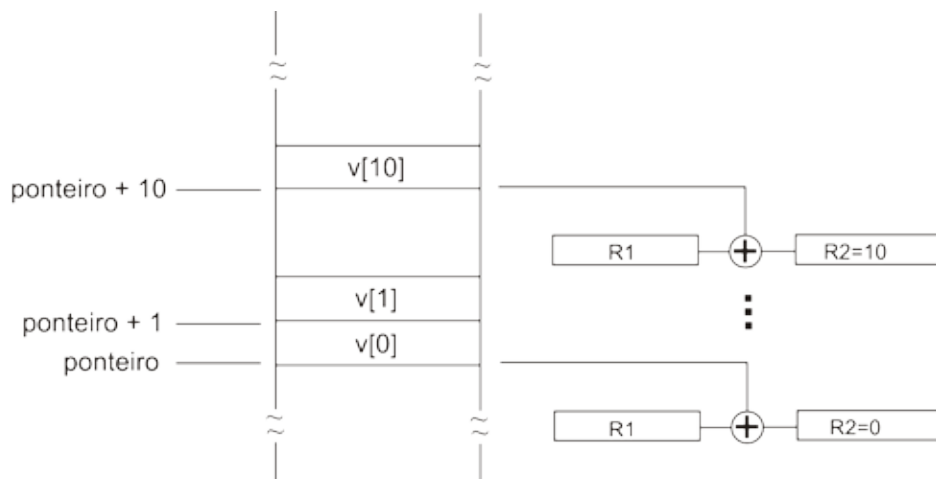 v[10]
ponteiro + 10
R1
R2=10
v[1]
ponteiro + 1
v[0]
ponteiro
R1
R2=0